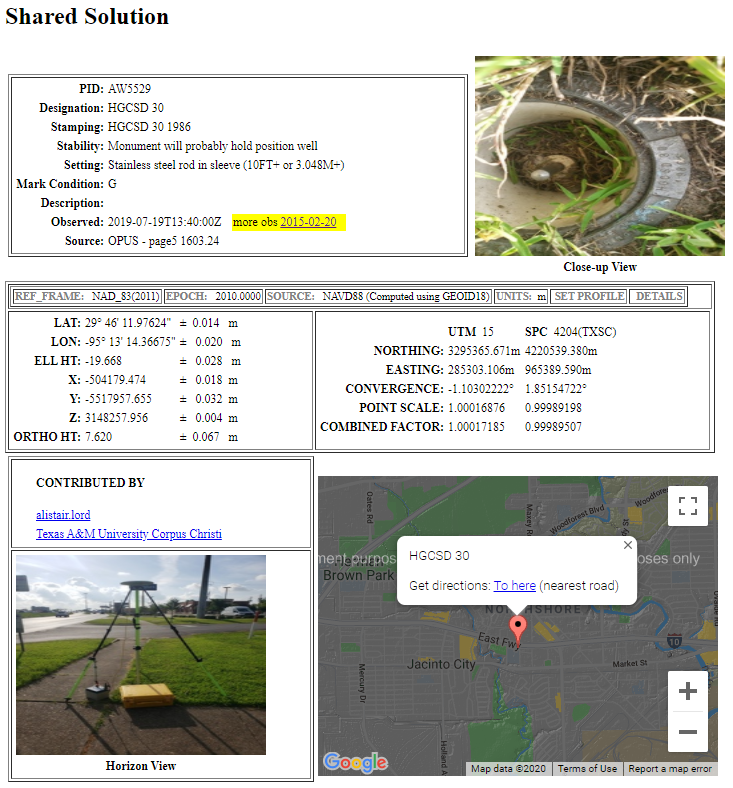 Shared Solution
PID: AW5529
Designation: HGCSD 30
Stamping: HGCSD 30 1986
Stability: Monument will probably hold position well
Setting: Stainless steel rod in sleeve (10FT+ or 3.048M+)
Mark Condition: G
Description:
Observed: 2019-07-19T13:40:00Z more obs 2015-02-20
Source: OPUS - page5 1603.24
Close-up View
REF_FRAME: NAD_83(2011) EPOCH: 2010.0000 SOURCE: NAVD88 (Computed using GEOID18) UNITS: m SET PROFILE DETAILS
LAT: 29° 46' 11.97624" ± 0.014 m
LON: -95° 13' 14.36675" ± 0.020 m
ELL HT: -19.668 ± 0.028 m
X: -504179.474 ± 0.018 m
Y: -5517957.655 ± 0.032 m
Z: 3148257.956 ± 0.004 m
ORTHO HT: 7.620 ± 0.067 m
UTM 15 SPC 4204(TXSC)
NORTHING: 3295365.671m 4220539.380m
EASTING: 285303.106m 965389.590m
CONVERGENCE: -1.10302222° 1.85154722°
POINT SCALE: 1.00016876 0.99989198
COMBINED FACTOR: 1.00017185 0.99989507
CONTRIBUTED BY
alistair.lord
Texas A&M University Corpus Christi
Horizon View
Oates Rd
Maxey R
Woodforest Blvd
Woodfores
ment purpos
oses only
Brown Park
HGCSD 30
Get directions: To here (nearest road)
NORTHSHORE
East Fwy
10
Jacinto City
Market St
Mercury Dr
Holland A
Google
Map data ©2020 Terms of Use Report a map error